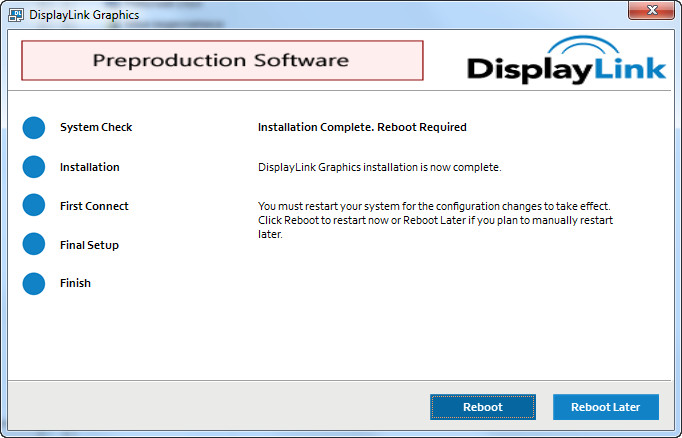 DisplayLink Graphics
Preproduction Software
DisplayLink
System Check
Installation Complete. Reboot Required
Installation
DisplayLink Graphics installation is now complete.
First Connect
You must restart your system for the configuration changes to take effect.
Click Reboot to restart now or Reboot Later if you plan to manually restart
later.
Final Setup
Finish
Reboot
Reboot Later